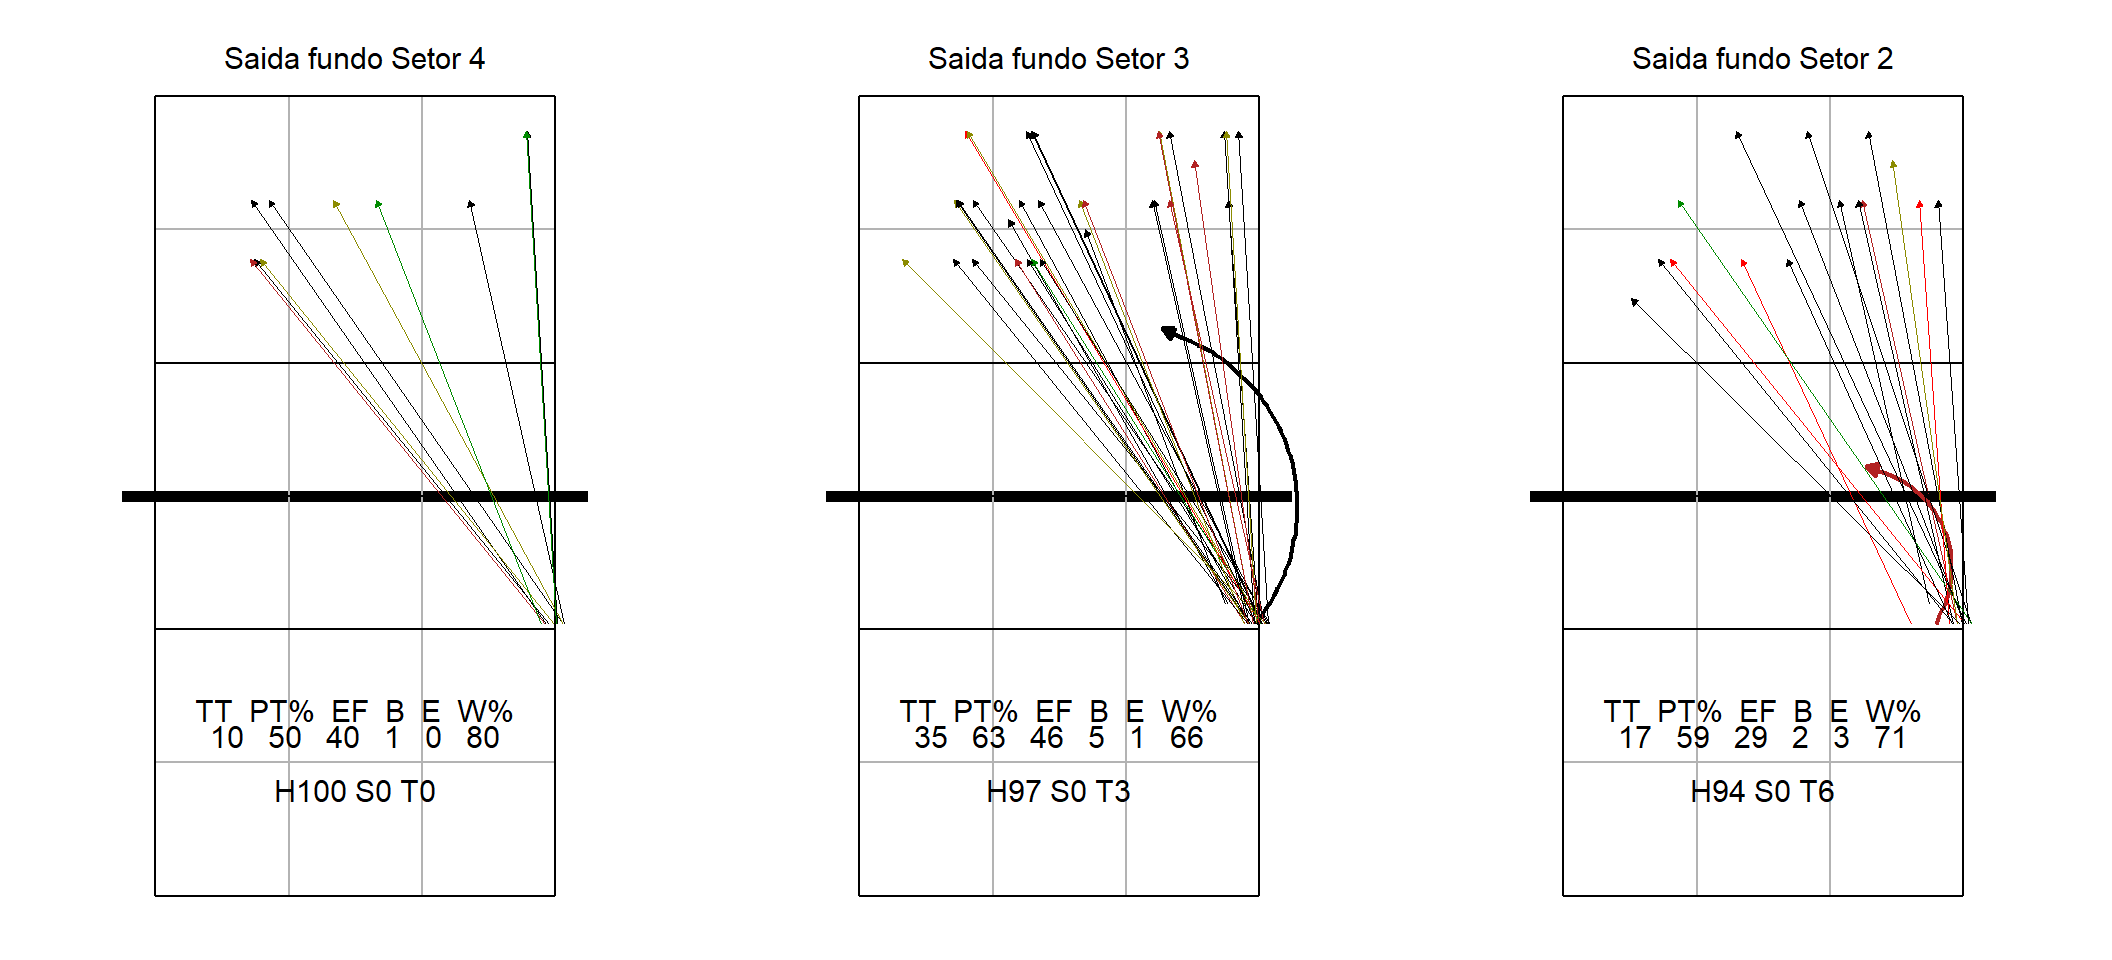 Saida fundo Setor 4
TT PT% EF B E W%
10 50 40 1 0 80
H100 S0 T0
Saida fundo Setor 3
TT PT% EF B E W%
35 63 46 5 1 66
H97 S0 T3
Saida fundo Setor 2
TT PT% EF B E W%
17 59 29 2 3 71
H94 S0 T6